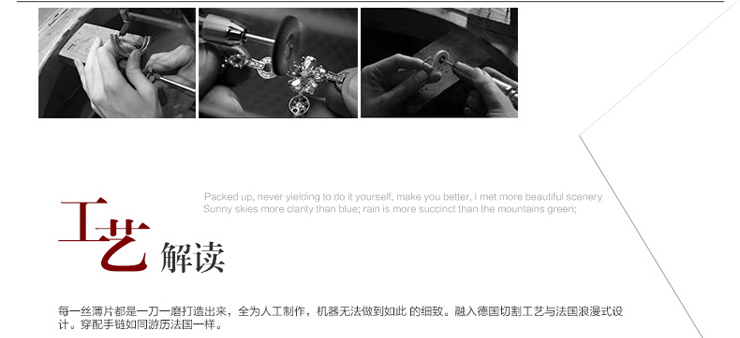 Packed up, never yielding to do it yourself, make you better, I met more beautiful scenery
Sunny skies more clarity than blue; rain is more succinct than the mountains green;
工艺 解读
每一丝薄片都是一刀一磨打造出来，全为人工制作，机器无法做到如此 的细致。融入德国切割工艺与法国浪漫式设
计。穿配手链如同游历法国一样。